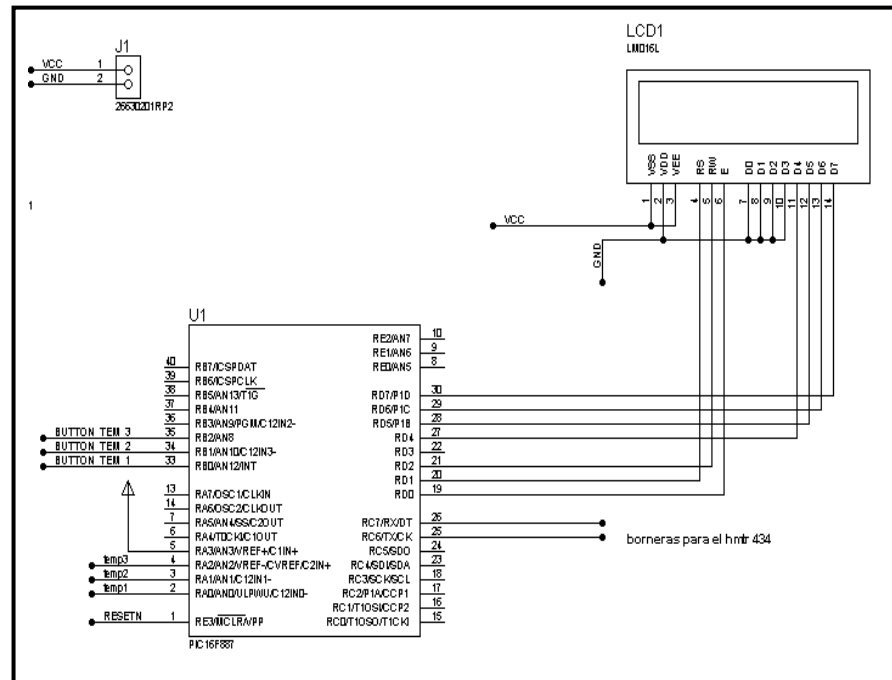 J1
VCC 1
GND 2
26630201RP2
LCD1
LM016L
VSS VDD VEE RS RW E D0 D1 D2 D3 D4 D5 D6 D7
1 2 3 4 5 6 7 8 9 10 11 12 13 14
1
VCC
GND
U1
RE2/AN7 10
RE1/AN6 9
RE0/AN5 8
40 RB7/ICSPDAT
39 RB6/ICSPCLK
38 RB5/AN13/T1G
37 RB4/AN11
36 RB3/AN9/PGM/C12IN2-
BUTTON TEM 3 35 RB2/AN8
BUTTON TEM 2 34 RB1/AN10/C12IN3-
BUTTON TEM 1 33 RB0/AN12/INT
RD7/P1D 30
RD6/P1C 29
RD5/P1B 28
RD4 27
RD3 22
RD2 21
RD1 20
RD0 19
13 RA7/OSC1/CLKIN
14 RA6/OSC2/CLKOUT
7 RA5/AN4/SS/C2OUT
6 RA4/T0CKI/C1OUT
5 RA3/AN3/VREF+/C1IN+
temp3 4 RA2/AN2/VREF-/CVREF/C2IN+
temp2 3 RA1/AN1/C12IN1-
temp1 2 RA0/AN0/ULPWU/C12IN0-
RESETN 1 RE3/MCLR/VPP
RC7/RX/DT 26
RC6/TX/CK 25
RC5/SDO 24
RC4/SDI/SDA 23
RC3/SCK/SCL 18
RC2/P1A/CCP1 17
RC1/T1OSI/CCP2 16
RC0/T1OSO/T1CKI 15
borneras para el hmtr 434
PIC16F887